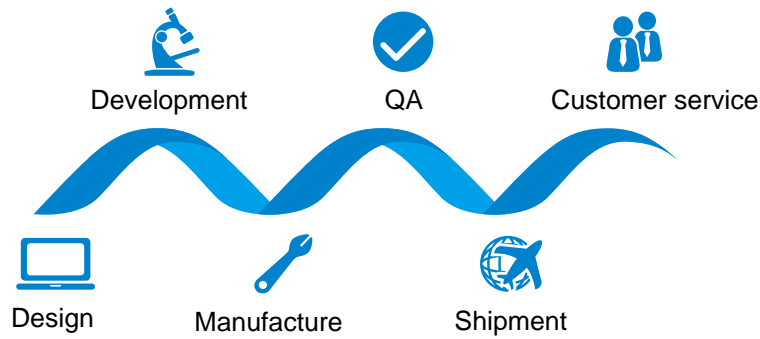 Development
QA
Customer service
Design
Manufacture
Shipment